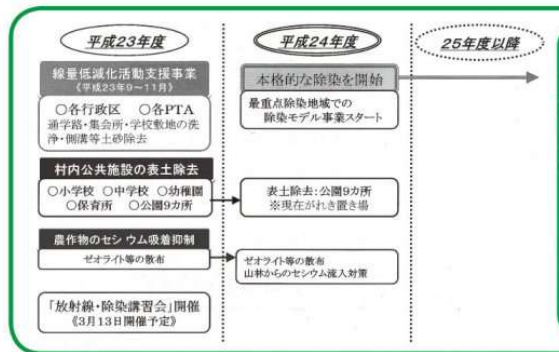 平成23年度
平成24年度
25年度以降
線量低減化活動支援事業
《平成23年9～11月》
○各行政区　○各PTA
通学路・集会所・学校敷地の洗
浄・側溝等土砂除去
本格的な除染を開始
最重点除染地域での
除染モデル事業スタート
村内公共施設の表土除去
○小学校 ○中学校 ○幼稚園
○保育所　○公園9カ所
表土除去:公園9カ所
※現在がれき置き場
農作物のセシウム吸着抑制
ゼオライト等の散布
ゼオライト等の散布
山林からのセシウム流入対策
「放射線・除染講習会」開催
《3月13日開催予定》